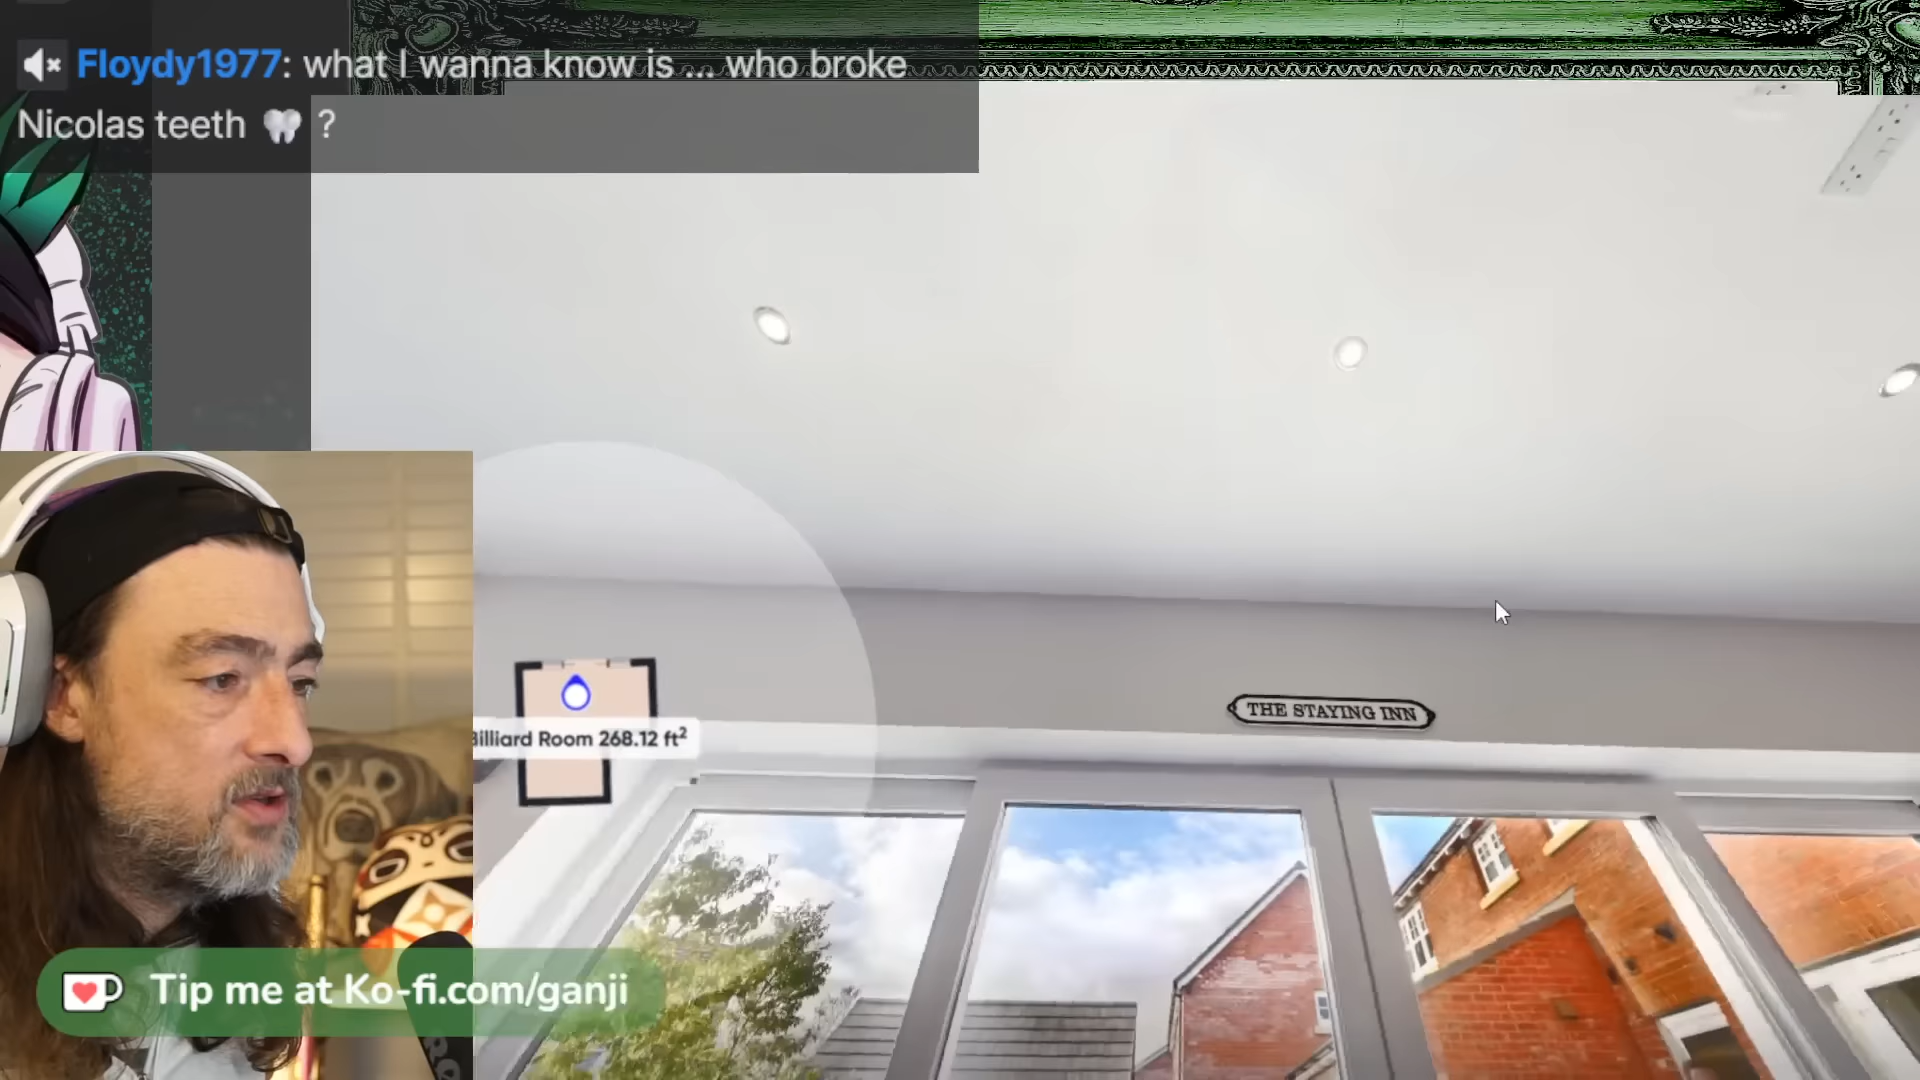 Floydy1977: what I wanna know is ... who broke
Nicolas teeth 🦷 ?
THE STAYING INN
Billiard Room 268.12 ft²
Tip me at Ko-fi.com/ganji